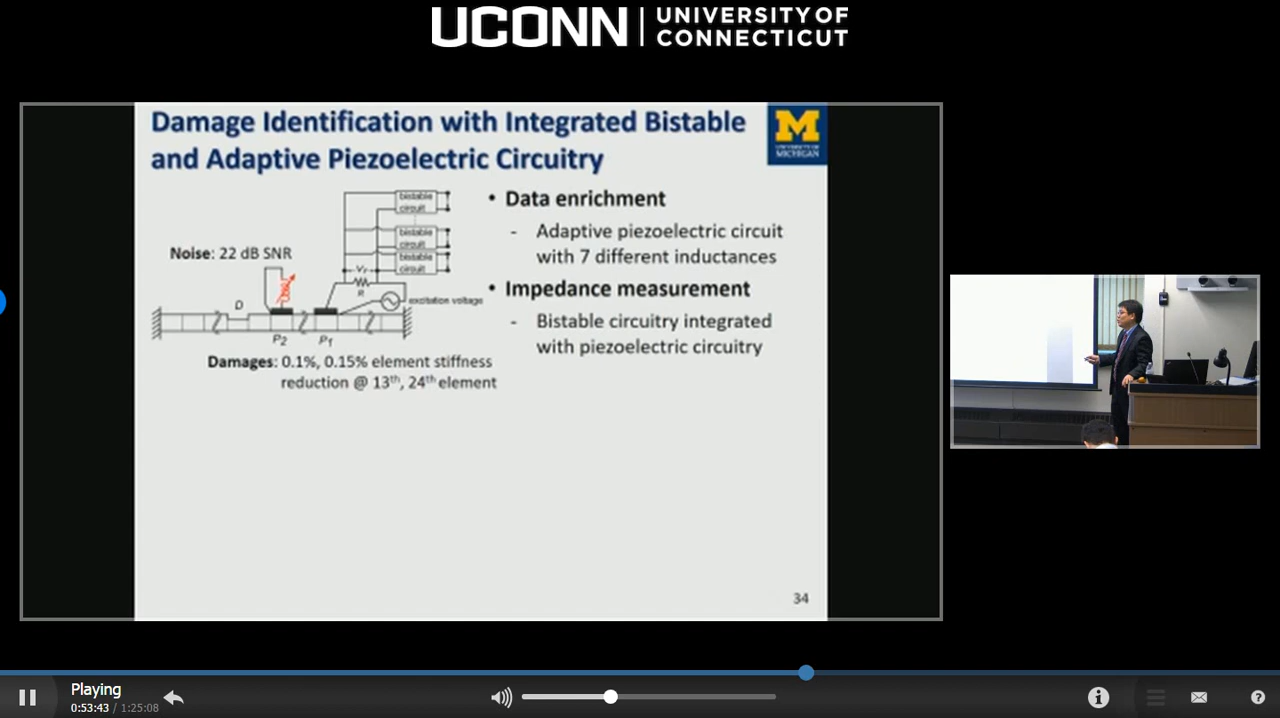 UCONN
UNIVERSITY OF
CONNECTICUT
Damage Identification with Integrated Bistable
and Adaptive Piezoelectric Circuitry
M
UNIVERSITY OF
MICHIGAN
bistable
circuit
bistable
circuit
bistable
circuit
Noise: 22 dB SNR
R
excitation voltage
D
P2
P1
Damages: 0.1%, 0.15% element stiffness
reduction @ 13th, 24th element
• Data enrichment
- Adaptive piezoelectric circuit
with 7 different inductances
• Impedance measurement
- Bistable circuitry integrated
with piezoelectric circuitry
34
Playing
0:53:43 / 1:25:08